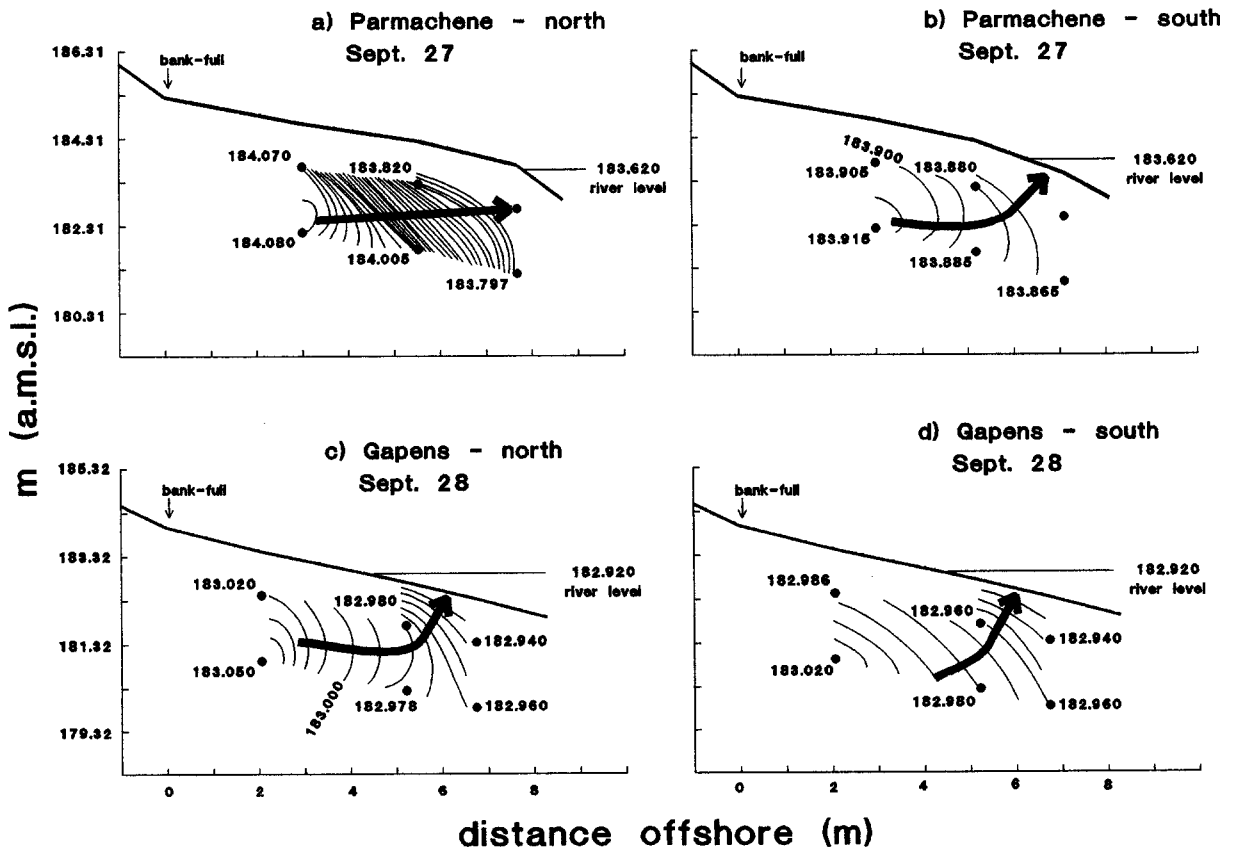 a) Parmachene - north
Sept. 27
186.31
184.31
182.31
180.31
bank-full
184.070
183.820
183.620
river level
184.080
184.005
183.797
b) Parmachene - south
Sept. 27
bank-full
183.900
183.905
183.880
183.620
river level
183.915
183.885
183.865
m (a.m.s.l.)
c) Gapens - north
Sept. 28
185.32
183.32
181.32
179.32
bank-full
183.020
182.980
182.920
river level
182.940
183.050
183.000
182.978
182.960
0 2 4 6 8
d) Gapens - south
Sept. 28
bank-full
182.986
182.960
182.920
river level
182.940
183.020
182.980
182.960
0 2 4 6 8
distance offshore (m)